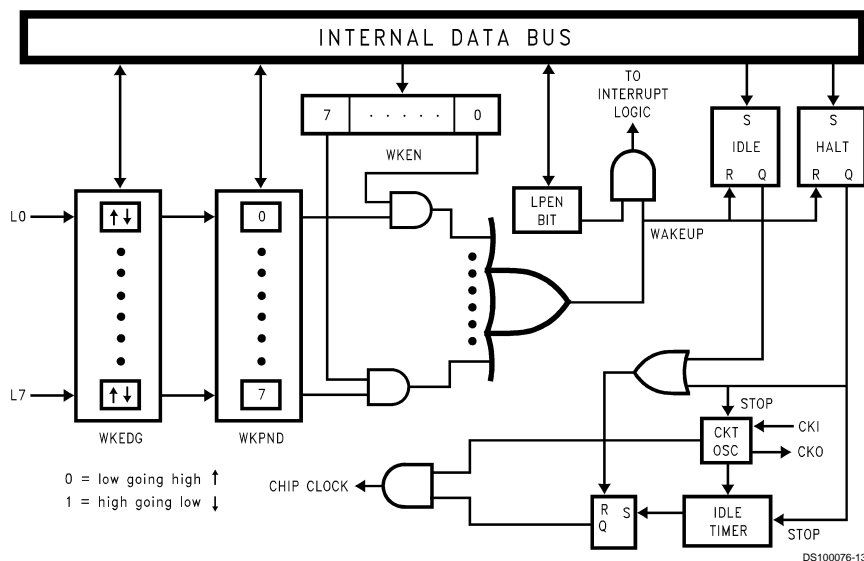 INTERNAL DATA BUS
TO
INTERRUPT
LOGIC
7 . . . . . 0
WKEN
S
IDLE
R Q
S
HALT
R Q
LPEN
BIT
WAKEUP
L0
0
L7
7
WKEDG
WKPND
0 = low going high ↑
1 = high going low ↓
STOP
CKT
OSC
CKI
CKO
CHIP CLOCK
R S
Q
IDLE
TIMER
STOP
DS100076-13